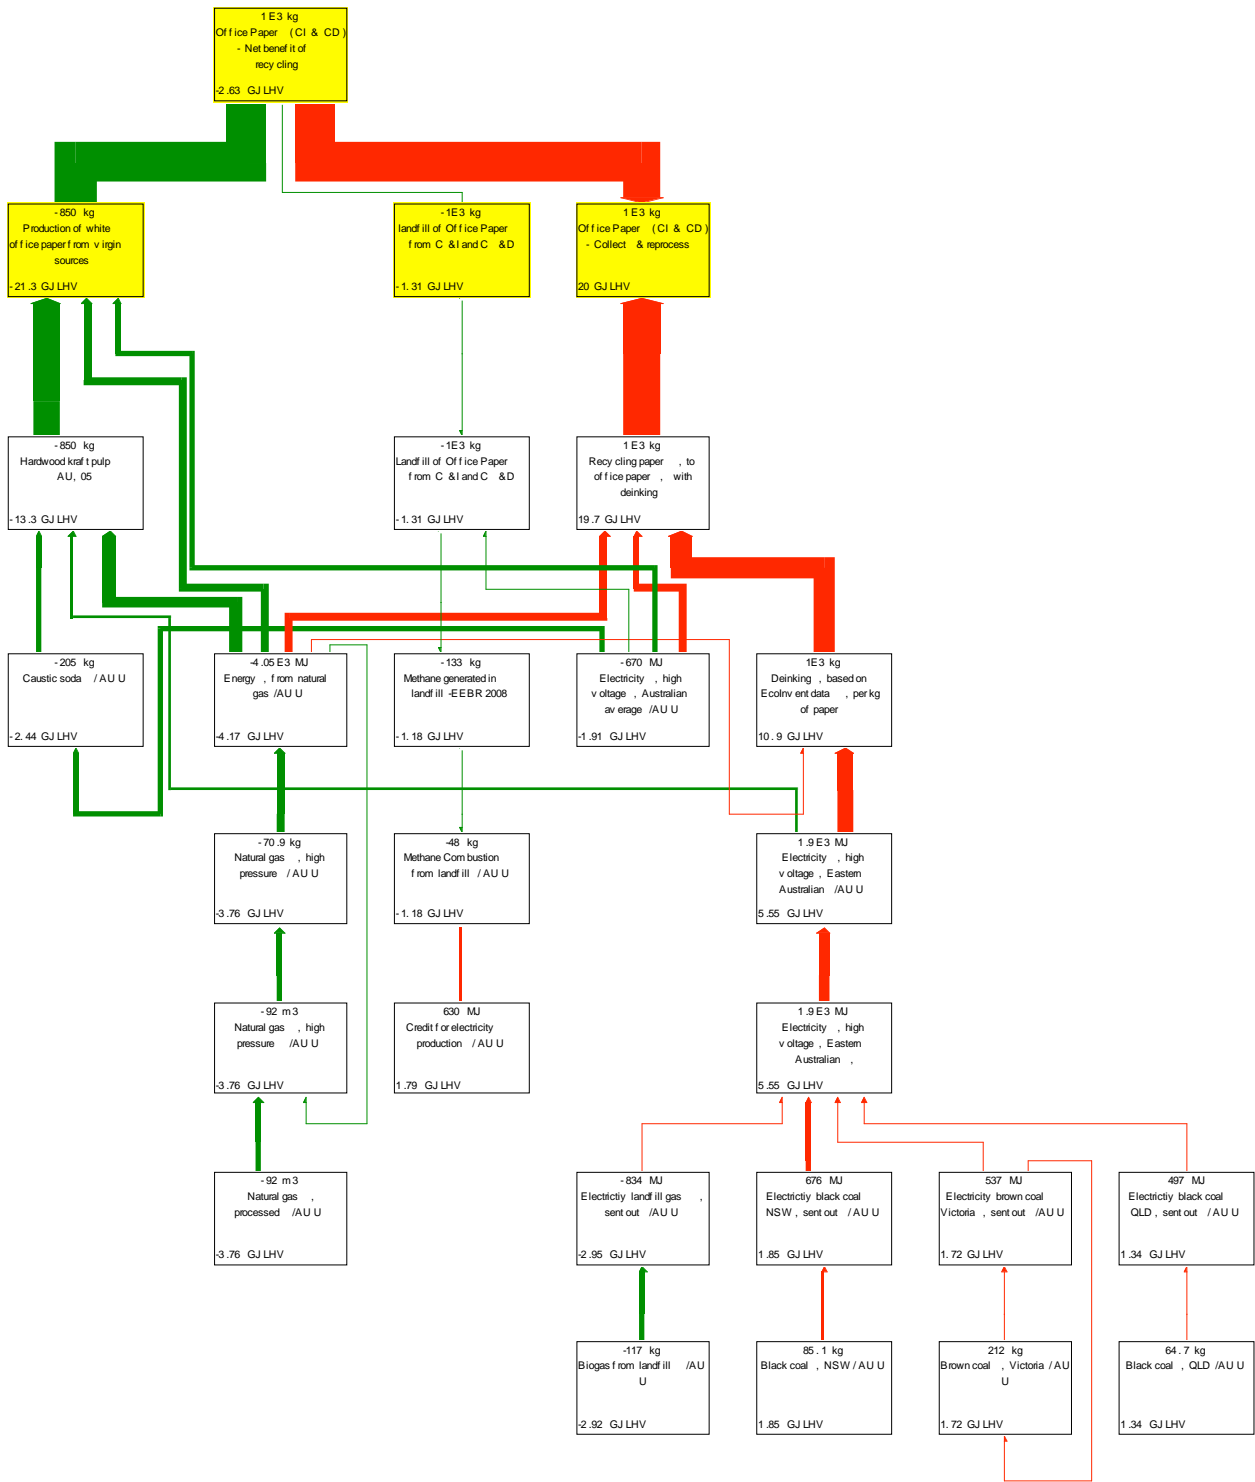 1E3 kg
Office Paper (CI & CD)
- Net benefit of
recycling
-2.63 GJ LHV
-850 kg
Production of white
office paper from virgin
sources
-21.3 GJ LHV
-1E3 kg
landfill of Office Paper
from C &I and C &D
-1.31 GJ LHV
1E3 kg
Office Paper (CI & CD)
- Collect & reprocess
20 GJ LHV
-850 kg
Hardwood kraft pulp
AU, 05
-13.3 GJ LHV
-1E3 kg
Landfill of Office Paper
from C &I and C &D
-1.31 GJ LHV
1E3 kg
Recycling paper , to
office paper , with
deinking
19.7 GJ LHV
-205 kg
Caustic soda /AU U
-2.44 GJ LHV
-4.05E3 MJ
Energy , from natural
gas /AU U
-4.17 GJ LHV
-133 kg
Methane generated in
landfill -EEBR 2008
-1.18 GJ LHV
-670 MJ
Electricity , high
voltage , Australian
average /AU U
-1.91 GJ LHV
1E3 kg
Deinking , based on
EcoInvent data , per kg
of paper
10.9 GJ LHV
-70.9 kg
Natural gas , high
pressure /AU U
-3.76 GJ LHV
-48 kg
Methane Combustion
from landfill /AU U
-1.18 GJ LHV
1.9E3 MJ
Electricity , high
voltage , Eastern
Australian /AU U
5.55 GJ LHV
-92 m3
Natural gas , high
pressure /AU U
-3.76 GJ LHV
630 MJ
Credit for electricity
production /AU U
1.79 GJ LHV
1.9E3 MJ
Electricity , high
voltage , Eastern
Australian ,
5.55 GJ LHV
-92 m3
Natural gas ,
processed /AU U
-3.76 GJ LHV
-834 MJ
Electrictiy landfill gas ,
sent out /AU U
-2.95 GJ LHV
676 MJ
Electrictiy black coal
NSW , sent out /AU U
1.85 GJ LHV
537 MJ
Electricity brown coal
Victoria , sent out /AU U
1.72 GJ LHV
497 MJ
Electrictiy black coal
QLD , sent out /AU U
1.34 GJ LHV
-117 kg
Biogas from landfill /AU
U
-2.92 GJ LHV
85.1 kg
Black coal , NSW /AU U
1.85 GJ LHV
212 kg
Brown coal , Victoria /AU
U
1.72 GJ LHV
64.7 kg
Black coal , QLD /AU U
1.34 GJ LHV